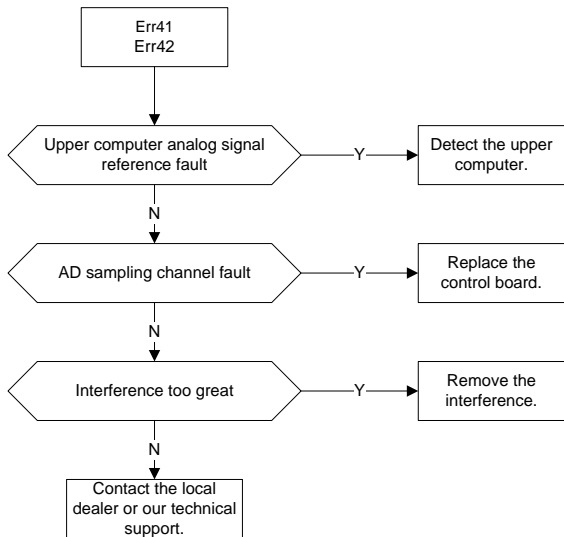 Err41
Err42
Upper computer analog signal
reference fault
Y
Detect the upper
computer.
N
AD sampling channel fault
Y
Replace the
control board.
N
Interference too great
Y
Remove the
interference.
N
Contact the local
dealer or our technical
support.